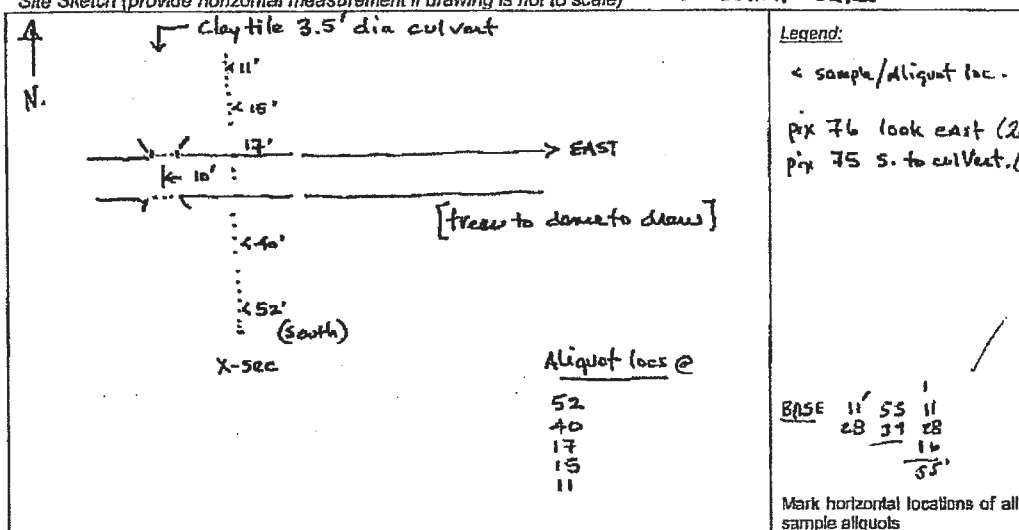 Site Sketch (provide horizontal measurement if drawing is not to scale)
Clay tile 3.5' dia culvert
N.
< 11'
< 15'
17'
EAST
|← 10'
[trees to dense to draw]
< 40'
< 52'
(South)
X-sec
Aliquot locs @
52
40
17
15
11
Legend:
< sample/Aliquot loc.
pix 76 look east (2
pix 75 S. to culvert. (
BASE 11' 55 11
28 39 28
16
55'
Mark horizontal locations of all
sample aliquots